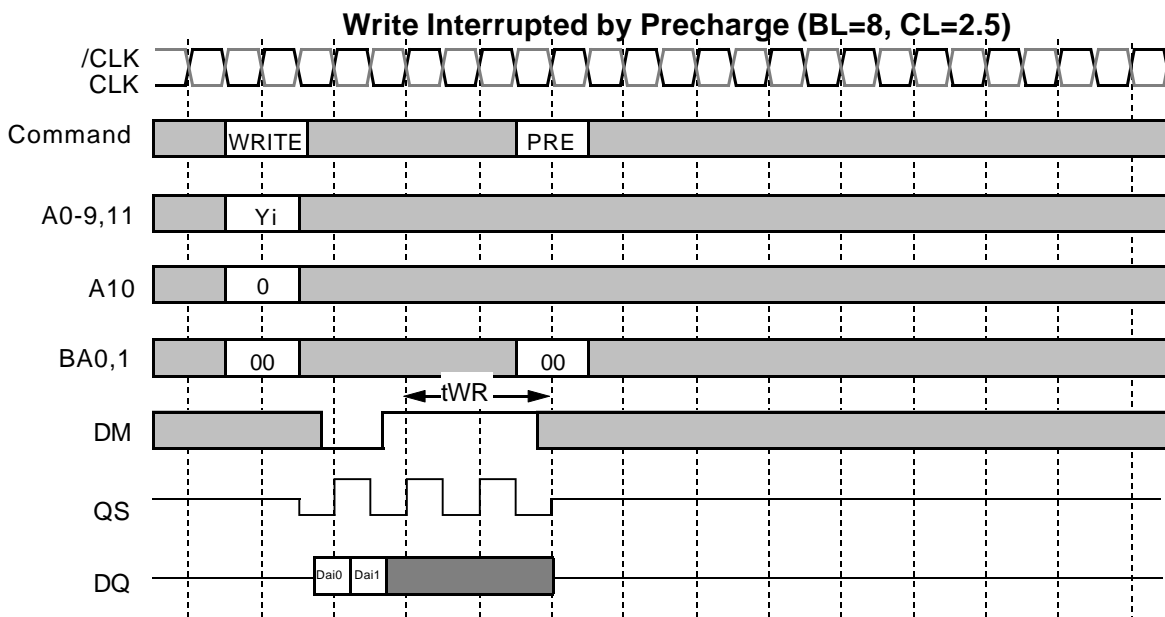 Write Interrupted by Precharge (BL=8, CL=2.5)
/CLK
CLK
Command WRITE PRE
A0-9,11 Yi
A10 0
BA0,1 00 00
tWR
DM
QS
DQ Dai0 Dai1